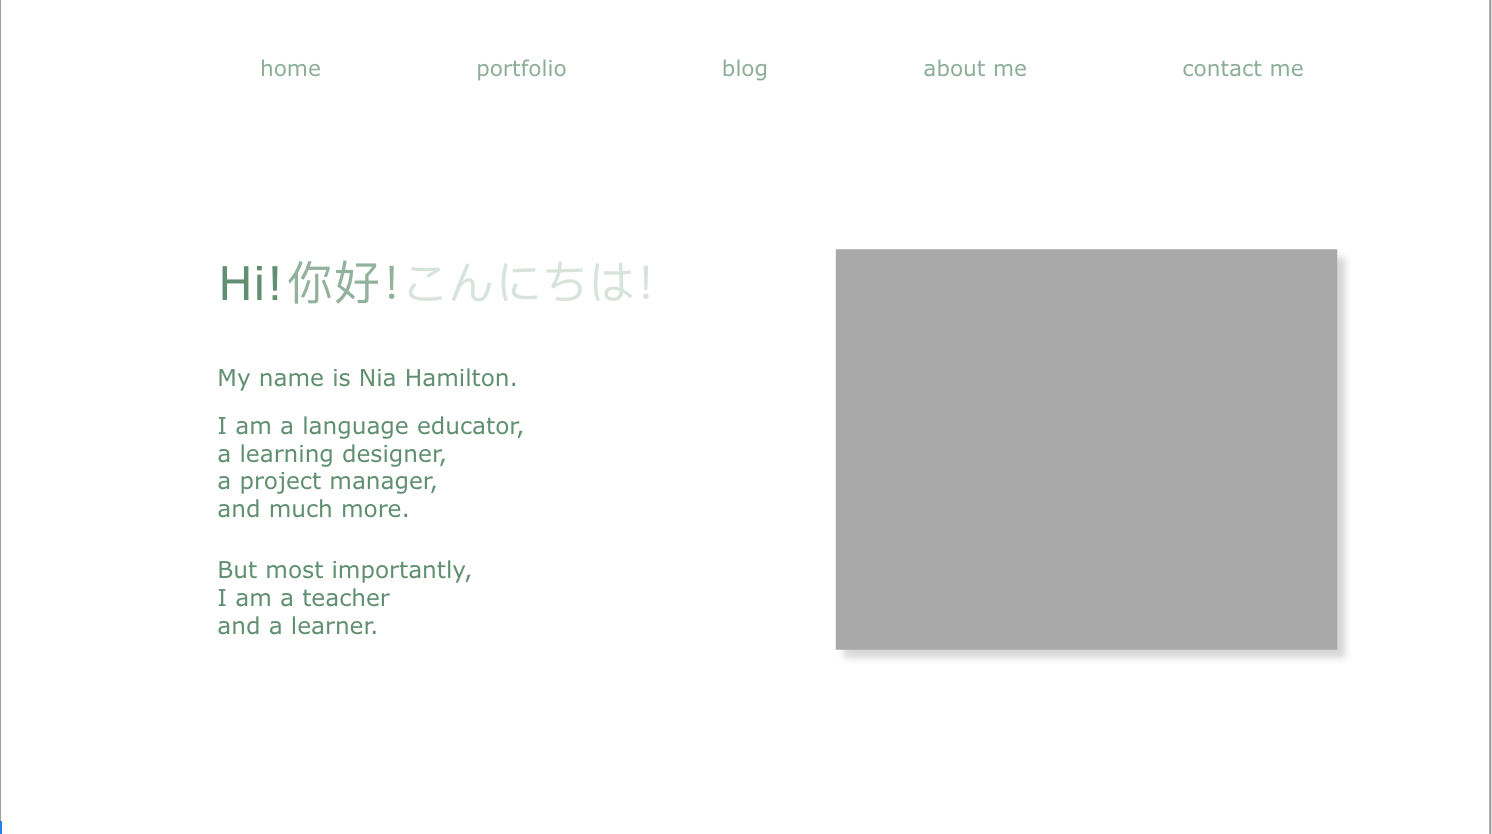 home portfolio blog about me contact me
Hi! 你好! こんにちは!
My name is Nia Hamilton.
I am a language educator,
a learning designer,
a project manager,
and much more.
But most importantly,
I am a teacher
and a learner.